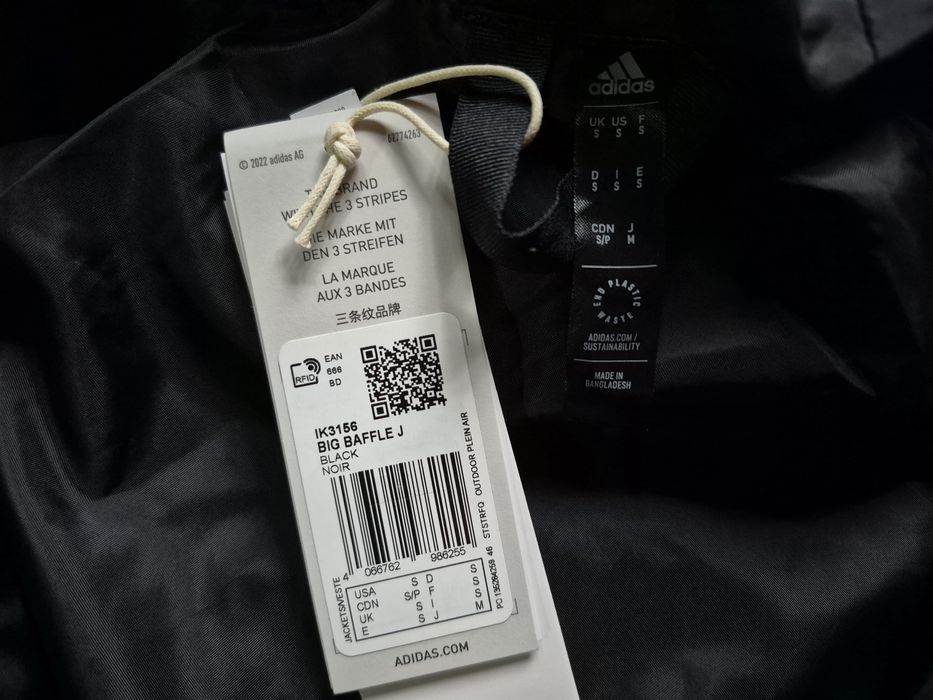 © 2022 adidas AG
62774263
BRAND
WI THE 3 STRIPES
DIE MARKE MIT
DEN 3 STREIFEN
LA MARQUE
AUX 3 BANDES
三条纹品牌
RFID
EAN
666
BD
IK3156
BIG BAFFLE J
BLACK
NOIR
4 066762 986255
JACKETS/VESTE
STSTRFQ OUTDOOR PLEIN AIR
USA S D S
CDN S/P F S
UK S I S
E S J M
ADIDAS.COM
adidas
UK US F
S S S
D I E
S S S
CDN J
S/P M
END PLASTIC
WASTE
ADIDAS.COM/
SUSTAINABILITY
MADE IN
BANGLADESH